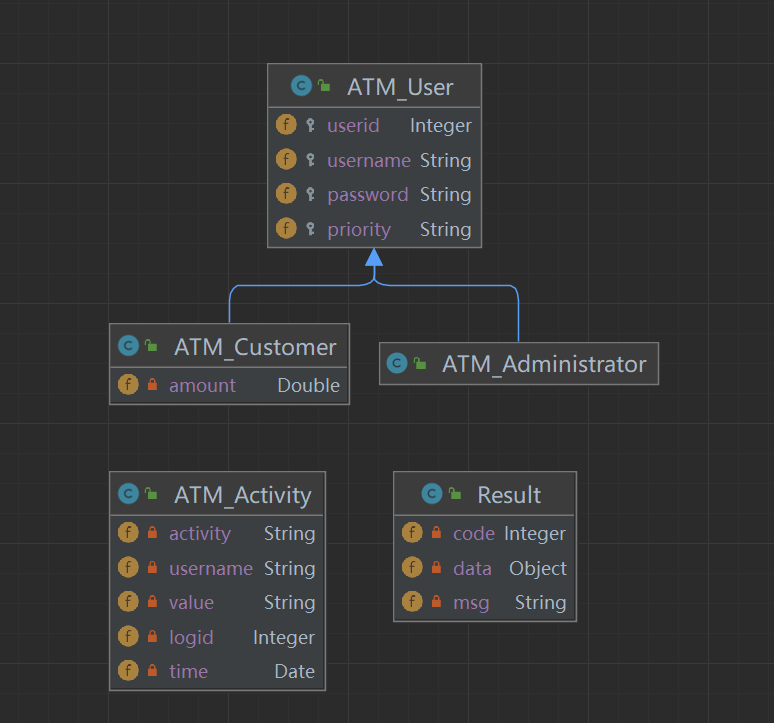 C ATM_User
f userid Integer
f username String
f password String
f priority String
C ATM_Customer
f amount Double
C ATM_Administrator
C ATM_Activity
f activity String
f username String
f value String
f logid Integer
f time Date
C Result
f code Integer
f data Object
f msg String